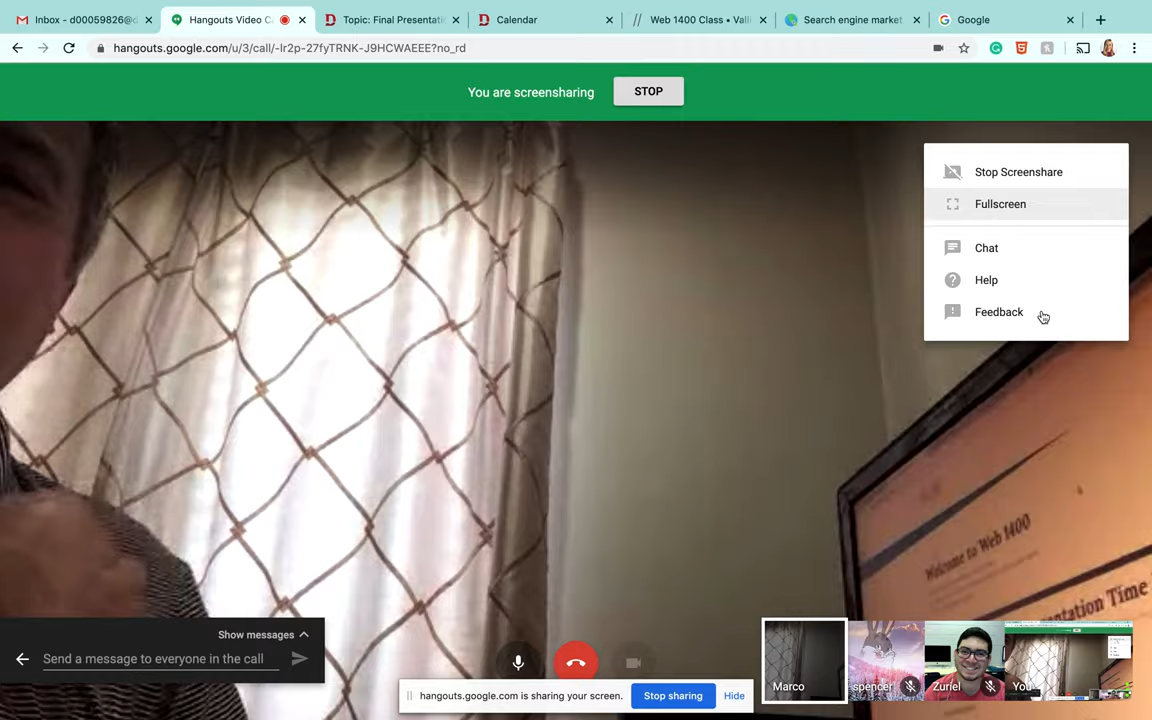 Inbox - d00059826@d
Hangouts Video C
Topic: Final Presentati
Calendar
Web 1400 Class • Valli
Search engine market
Google
hangouts.google.com/u/3/call/-Ir2p-27fyTRNK-J9HCWAEEE?no_rd
You are screensharing
STOP
Stop Screenshare
Fullscreen
Chat
Help
Feedback
Welcome to Web 1400
entation Time
Show messages
Send a message to everyone in the call
Marco
spencer
Zuriel
You
hangouts.google.com is sharing your screen.
Stop sharing
Hide